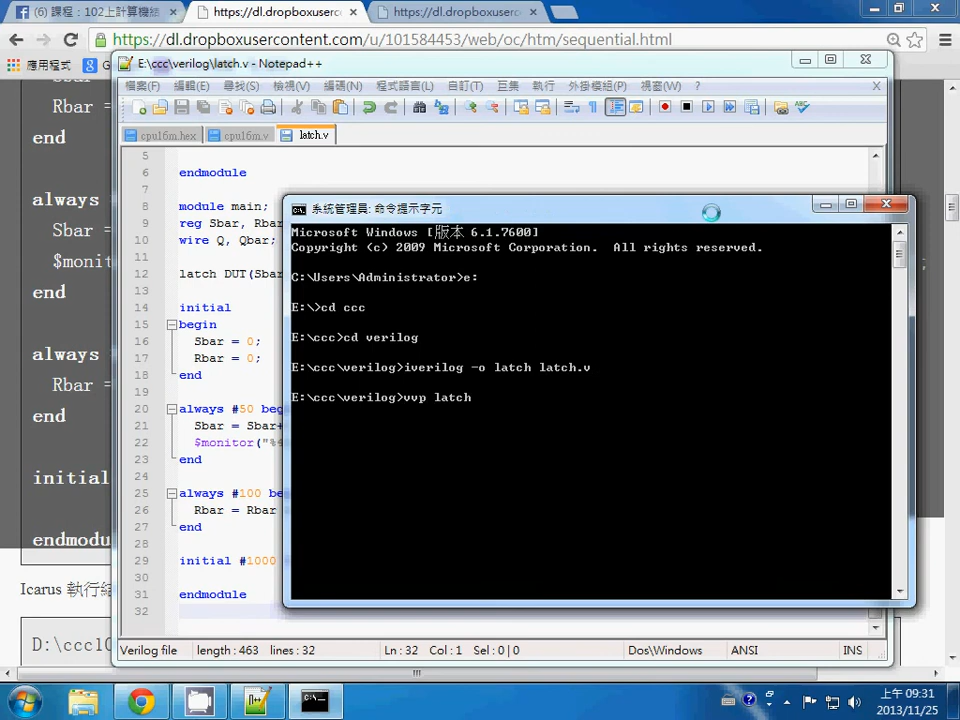 (6) 課程：102上計算機結
https://dl.dropboxuserc
https://dl.dropboxuserco
https://dl.dropboxusercontent.com/u/101584453/web/oc/htm/sequential.html
應用程式
E:\ccc\verilog\latch.v - Notepad++
檔案(F) 編輯(E) 尋找(S) 檢視(V) 編碼(N) 程式語言(L) 自訂(T) 巨集 執行 外掛模組(P) 視窗(W) ? X
cpu16m.hex cpu16m.v latch.v
Rbar =
end
always
Sbar =
$monit
end
always
Rbar =
end
initial
endmodu
Icarus 執行結
D:\ccc10
5
6 endmodule
7
8 module main;
9 reg Sbar, Rbar
10 wire Q, Qbar;
11
12 latch DUT(Sbar
13
14 initial
15 begin
16 Sbar = 0;
17 Rbar = 0;
18 end
19
20 always #50 beg
21 Sbar = Sbar+
22 $monitor("%4
23 end
24
25 always #100 be
26 Rbar = Rbar
27 end
28
29 initial #1000
30
31 endmodule
32
系統管理員: 命令提示字元
Microsoft Windows [版本 6.1.7600]
Copyright (c) 2009 Microsoft Corporation.  All rights reserved.
C:\Users\Administrator>e:
E:\>cd ccc
E:\ccc>cd verilog
E:\ccc\verilog>iverilog -o latch latch.v
E:\ccc\verilog>vvp latch
Verilog file length : 463 lines : 32 Ln : 32 Col : 1 Sel : 0 | 0 Dos\Windows ANSI INS
上午 09:31
2013/11/25